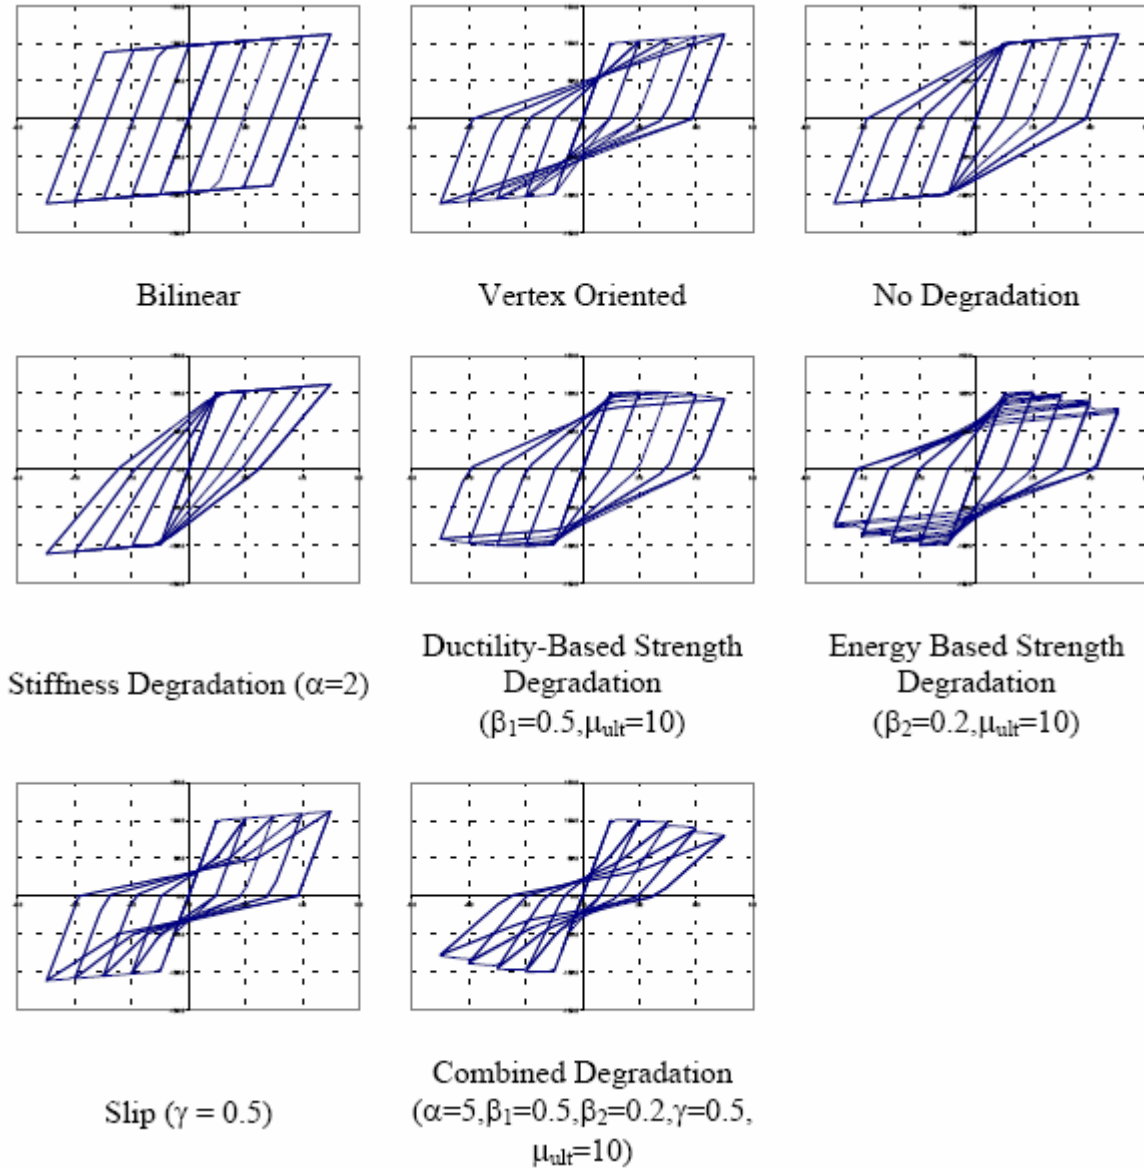 Bilinear
Vertex Oriented
No Degradation
Stiffness Degradation (α=2)
Ductility-Based Strength
Degradation
(β₁=0.5,μᵤₗₜ=10)
Energy Based Strength
Degradation
(β₂=0.2,μᵤₗₜ=10)
Slip (γ = 0.5)
Combined Degradation
(α=5,β₁=0.5,β₂=0.2,γ=0.5,
μᵤₗₜ=10)